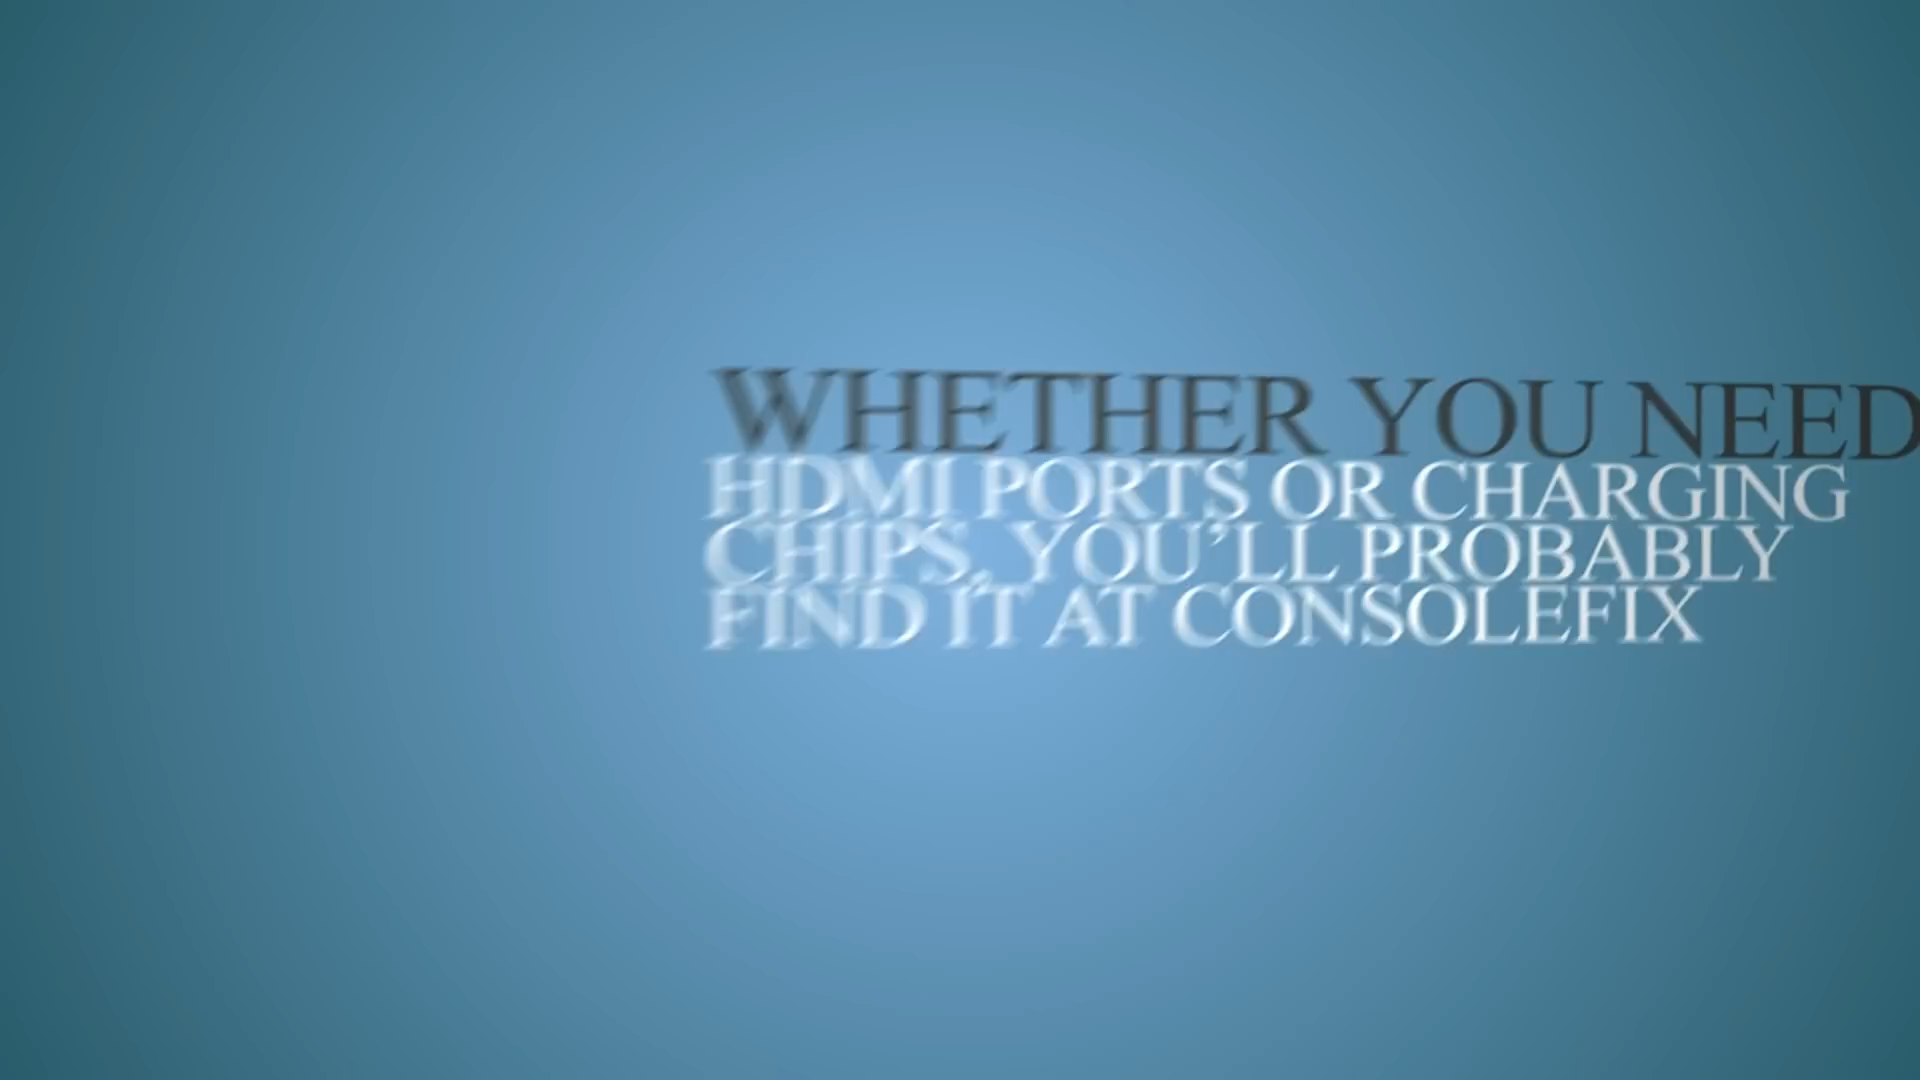 WHETHER YOU NEED
HDMI PORTS OR CHARGING
CHIPS, YOU'LL PROBABLY
FIND IT AT CONSOLEFIX